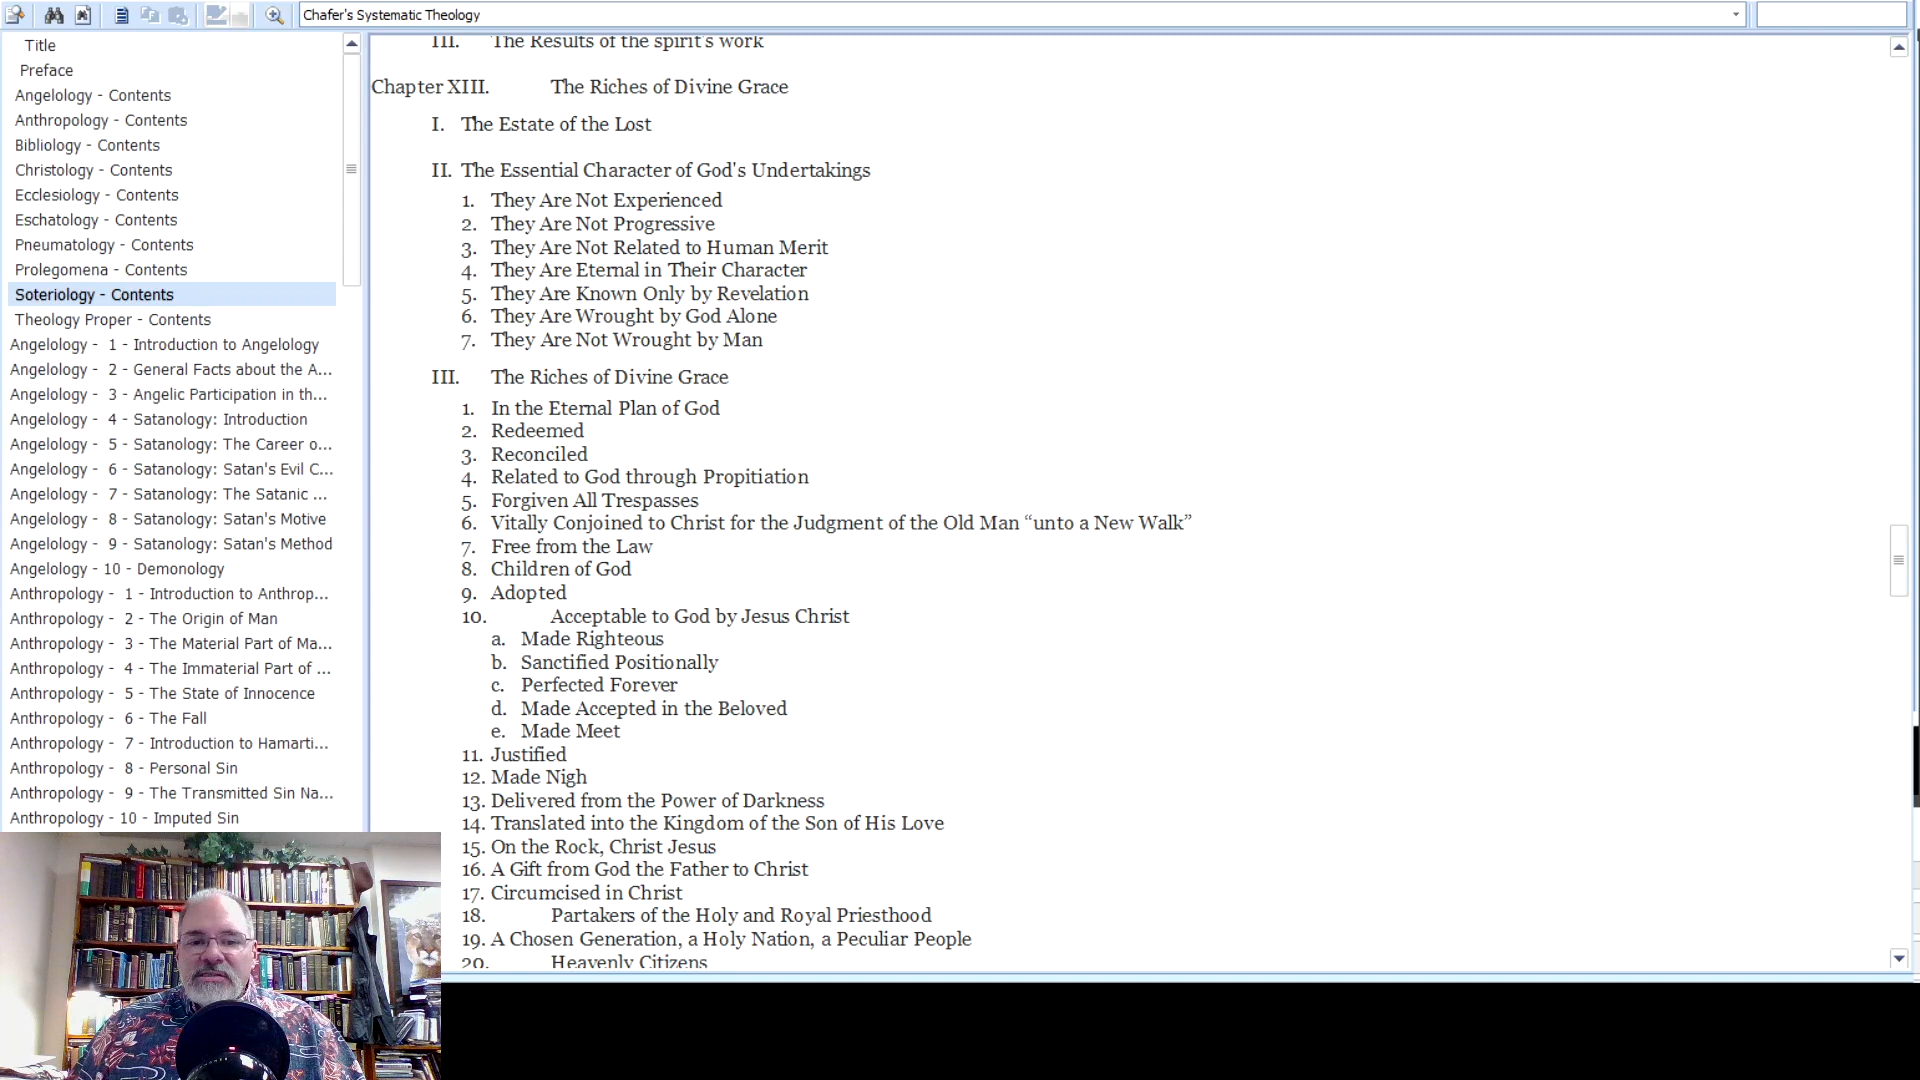 Chafer's Systematic Theology
Title
Preface
Angelology - Contents
Anthropology - Contents
Bibliology - Contents
Christology - Contents
Ecclesiology - Contents
Eschatology - Contents
Pneumatology - Contents
Prolegomena - Contents
Soteriology - Contents
Theology Proper - Contents
Angelology - 1 - Introduction to Angelology
Angelology - 2 - General Facts about the A...
Angelology - 3 - Angelic Participation in th...
Angelology - 4 - Satanology: Introduction
Angelology - 5 - Satanology: The Career o...
Angelology - 6 - Satanology: Satan's Evil C...
Angelology - 7 - Satanology: The Satanic ...
Angelology - 8 - Satanology: Satan's Motive
Angelology - 9 - Satanology: Satan's Method
Angelology - 10 - Demonology
Anthropology - 1 - Introduction to Anthrop...
Anthropology - 2 - The Origin of Man
Anthropology - 3 - The Material Part of Ma...
Anthropology - 4 - The Immaterial Part of ...
Anthropology - 5 - The State of Innocence
Anthropology - 6 - The Fall
Anthropology - 7 - Introduction to Hamarti...
Anthropology - 8 - Personal Sin
Anthropology - 9 - The Transmitted Sin Na...
Anthropology - 10 - Imputed Sin
III. The Results of the spirit's work
Chapter XIII. The Riches of Divine Grace
I. The Estate of the Lost
II. The Essential Character of God's Undertakings
1. They Are Not Experienced
2. They Are Not Progressive
3. They Are Not Related to Human Merit
4. They Are Eternal in Their Character
5. They Are Known Only by Revelation
6. They Are Wrought by God Alone
7. They Are Not Wrought by Man
III. The Riches of Divine Grace
1. In the Eternal Plan of God
2. Redeemed
3. Reconciled
4. Related to God through Propitiation
5. Forgiven All Trespasses
6. Vitally Conjoined to Christ for the Judgment of the Old Man “unto a New Walk”
7. Free from the Law
8. Children of God
9. Adopted
10. Acceptable to God by Jesus Christ
a. Made Righteous
b. Sanctified Positionally
c. Perfected Forever
d. Made Accepted in the Beloved
e. Made Meet
11. Justified
12. Made Nigh
13. Delivered from the Power of Darkness
14. Translated into the Kingdom of the Son of His Love
15. On the Rock, Christ Jesus
16. A Gift from God the Father to Christ
17. Circumcised in Christ
18. Partakers of the Holy and Royal Priesthood
19. A Chosen Generation, a Holy Nation, a Peculiar People
20. Heavenly Citizens